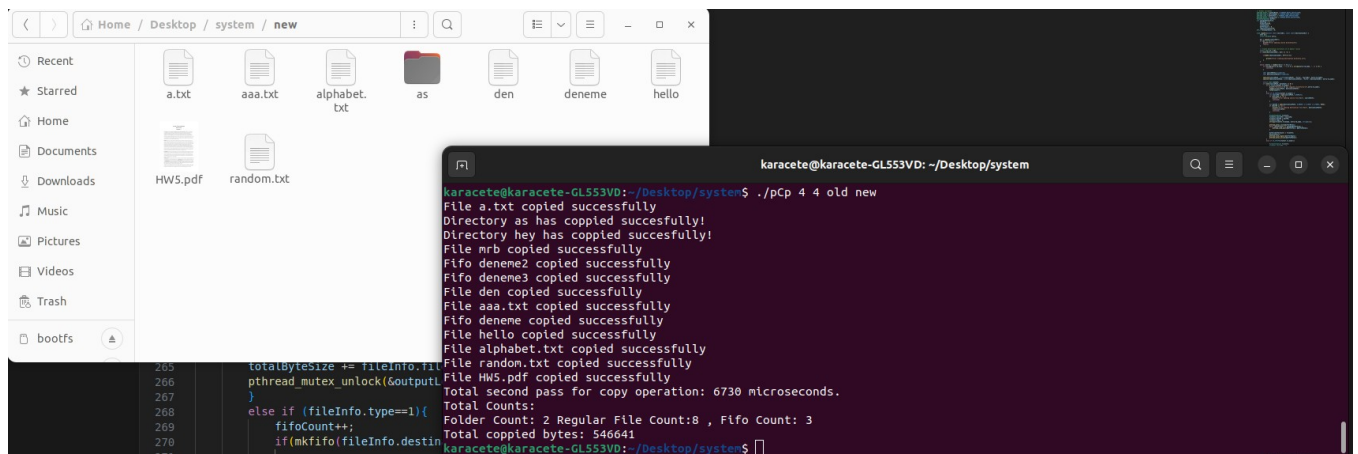 Home / Desktop / system / new
Recent
Starred
Home
Documents
Downloads
Music
Pictures
Videos
Trash
bootfs
a.txt
aaa.txt
alphabet.
txt
as
den
deneme
hello
HW5.pdf
random.txt
karacete@karacete-GL553VD: ~/Desktop/system
karacete@karacete-GL553VD:~/Desktop/system$ ./pCp 4 4 old new
File a.txt copied successfully
Directory as has coppied succesfully!
Directory hey has coppied succesfully!
File mrb copied successfully
Fifo deneme2 copied successfully
Fifo deneme3 copied successfully
File den copied successfully
File aaa.txt copied successfully
Fifo deneme copied successfully
File hello copied successfully
File alphabet.txt copied successfully
File random.txt copied successfully
File HW5.pdf copied successfully
Total second pass for copy operation: 6730 microseconds.
Total Counts:
Folder Count: 2 Regular File Count:8 , Fifo Count: 3
Total coppied bytes: 546641
karacete@karacete-GL553VD:~/Desktop/system$
265 totalByteSize += fileInfo.fil
266 pthread_mutex_unlock(&outputL
267 }
268 else if (fileInfo.type==1){
269 fifoCount++;
270 if(mkfifo(fileInfo.destin